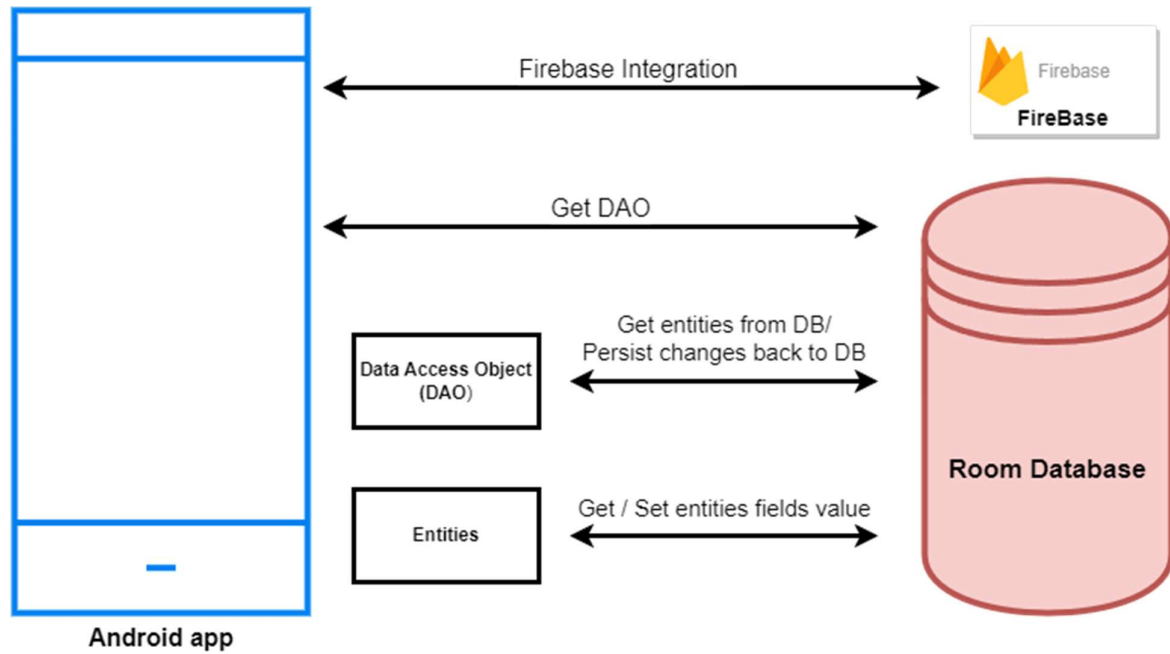 Firebase Integration
Firebase
FireBase
Get DAO
Get entities from DB/
Persist changes back to DB
Data Access Object
(DAO)
Room Database
Get / Set entities fields value
Entities
Android app